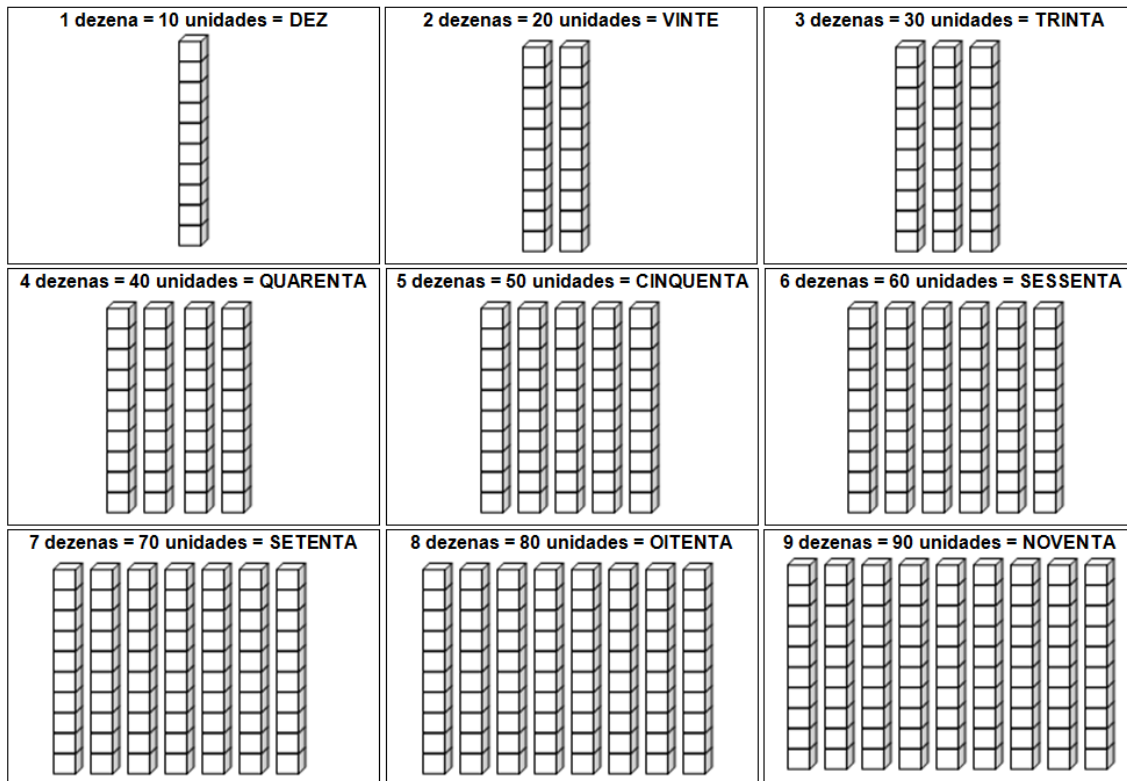 1 dezena = 10 unidades = DEZ
2 dezenas = 20 unidades = VINTE
3 dezenas = 30 unidades = TRINTA
4 dezenas = 40 unidades = QUARENTA
5 dezenas = 50 unidades = CINQUENTA
6 dezenas = 60 unidades = SESSENTA
7 dezenas = 70 unidades = SETENTA
8 dezenas = 80 unidades = OITENTA
9 dezenas = 90 unidades = NOVENTA